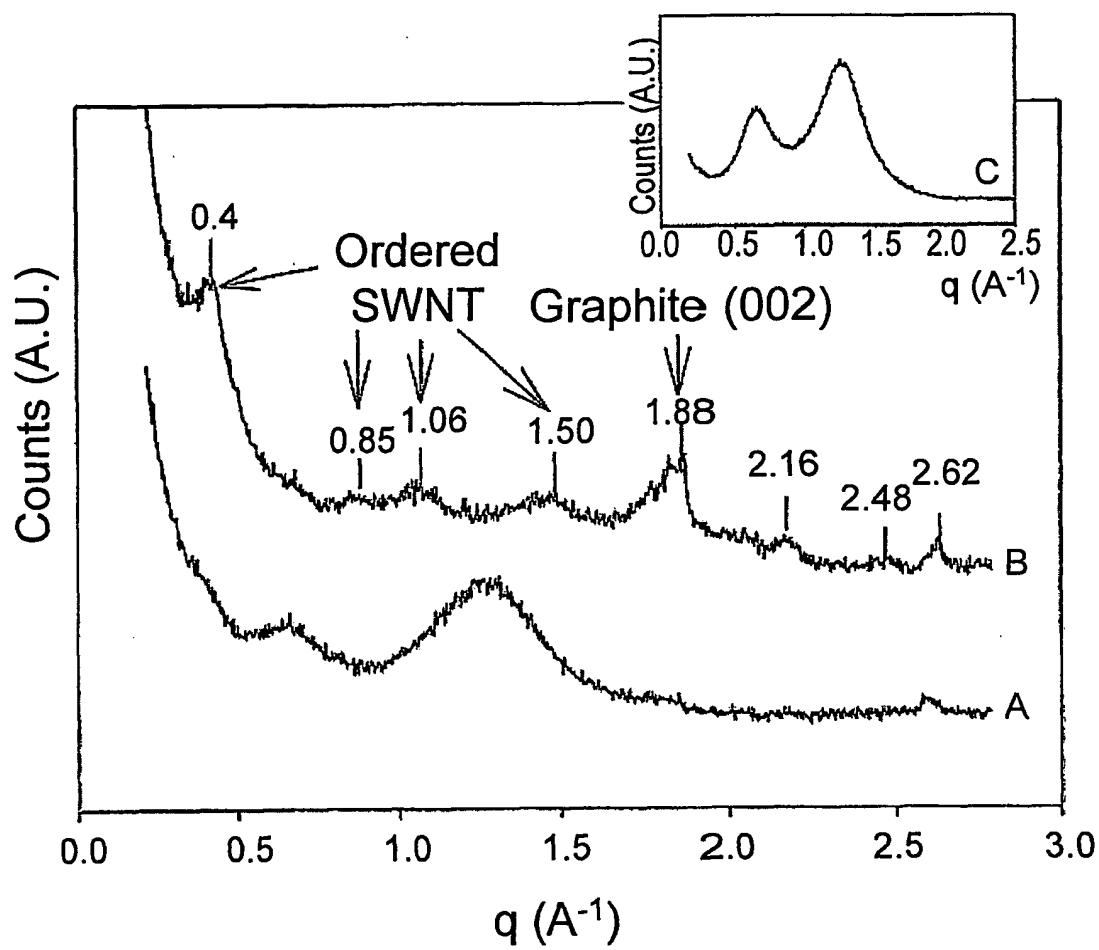 Counts (A.U.)
C
0.0 0.5 1.0 1.5 2.0 2.5
q (A-1)
0.4
Ordered
SWNT
Graphite (002)
0.85
1.06
1.50
1.88
2.16
2.48
2.62
B
A
Counts (A.U.)
0.0 0.5 1.0 1.5 2.0 2.5 3.0
q (A-1)